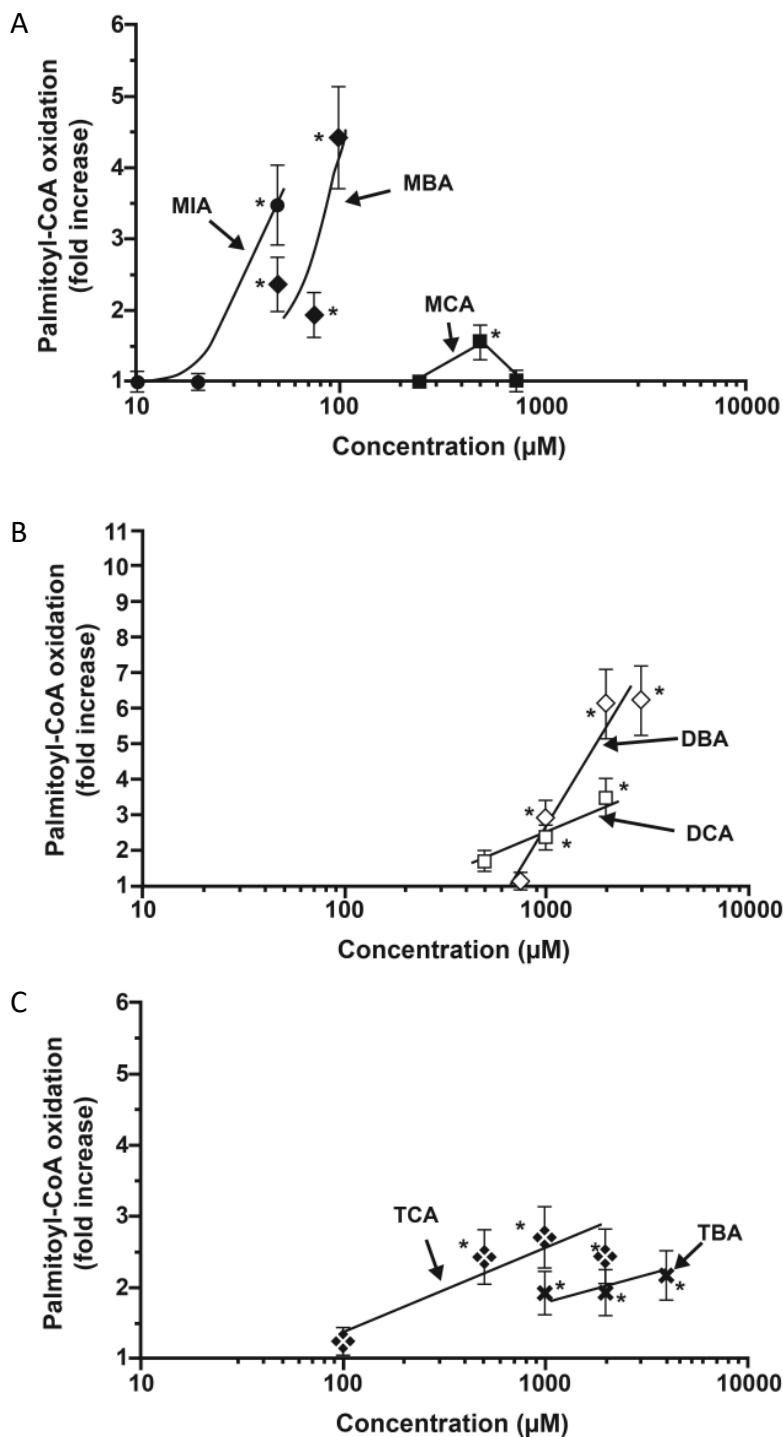 A
6
5
4
3
2
1
Palmitoyl-CoA oxidation
(fold increase)
*
MIA
*
*
*
MBA
MCA
*
10
100
1000
10000
Concentration (µM)
B
11
10
9
8
7
6
5
4
3
2
1
Palmitoyl-CoA oxidation
(fold increase)
*
*
DBA
*
*
*
DCA
10
100
1000
10000
Concentration (µM)
C
6
5
4
3
2
1
Palmitoyl-CoA oxidation
(fold increase)
TCA
*
*
*
TBA
*
*
*
10
100
1000
10000
Concentration (µM)